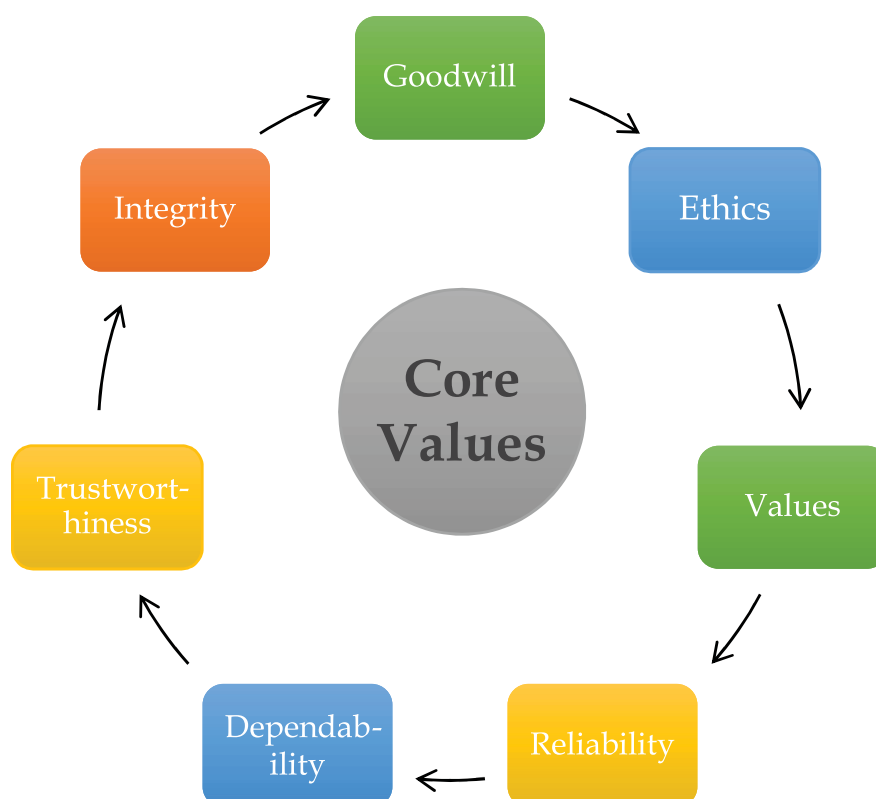 Goodwill
Ethics
Values
Reliability
Dependab-
ility
Trustwort-
hiness
Integrity
Core
Values